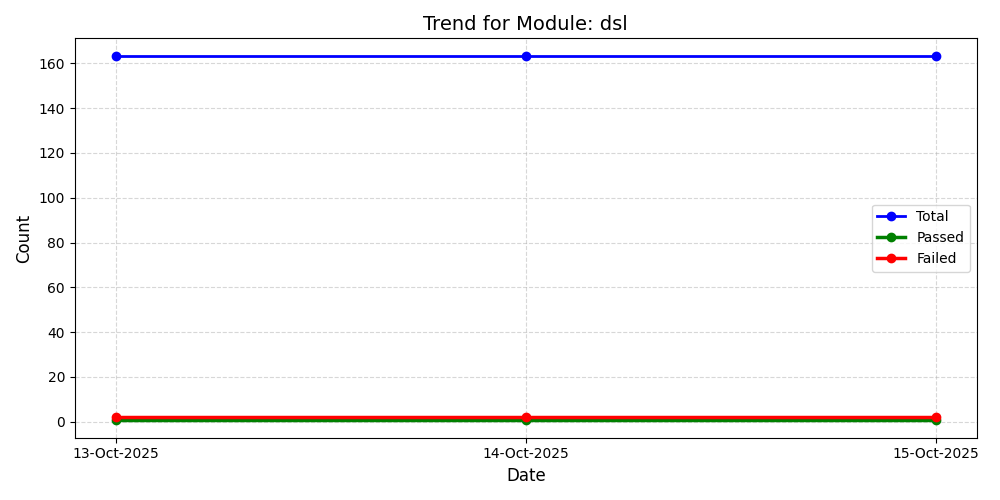 Trend for Module: dsl
160
140
120
100
80
60
40
20
0
Count
Total
Passed
Failed
13-Oct-2025 14-Oct-2025 15-Oct-2025
Date